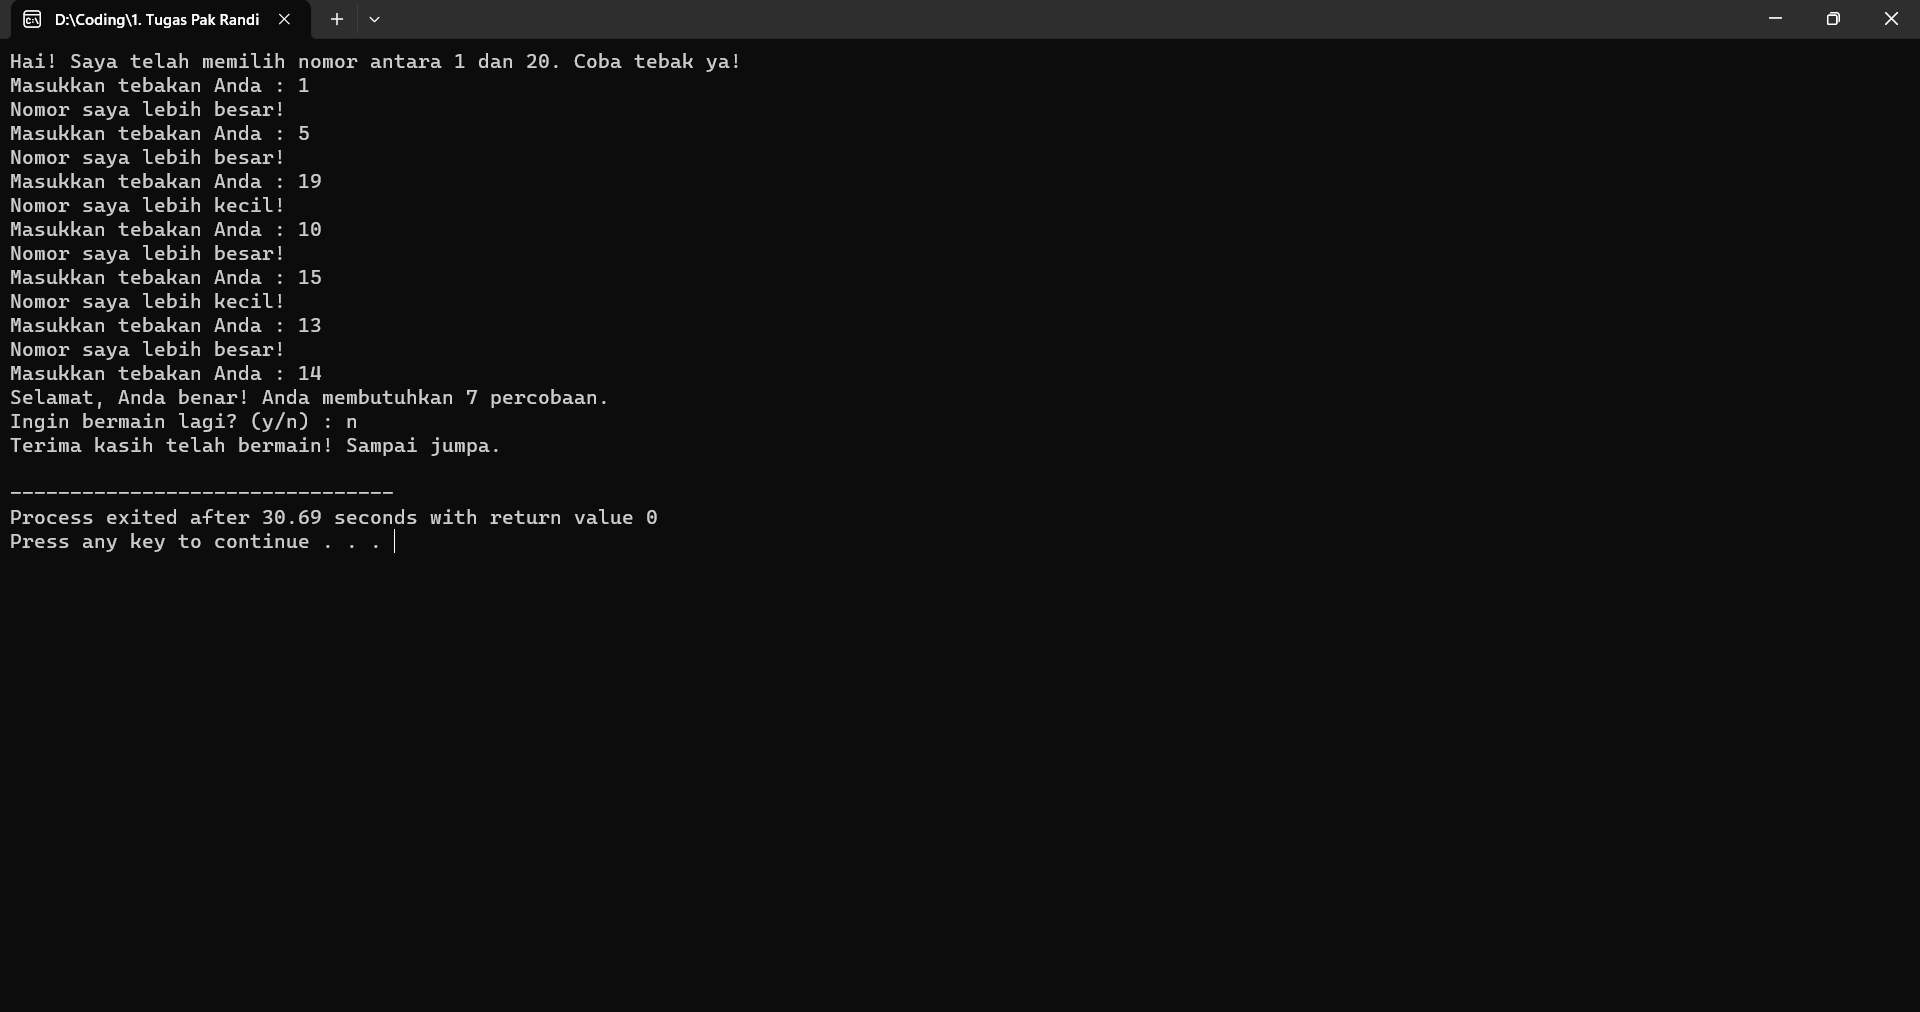 D:\Coding\1. Tugas Pak Randi
Hai! Saya telah memilih nomor antara 1 dan 20. Coba tebak ya!
Masukkan tebakan Anda : 1
Nomor saya lebih besar!
Masukkan tebakan Anda : 5
Nomor saya lebih besar!
Masukkan tebakan Anda : 19
Nomor saya lebih kecil!
Masukkan tebakan Anda : 10
Nomor saya lebih besar!
Masukkan tebakan Anda : 15
Nomor saya lebih kecil!
Masukkan tebakan Anda : 13
Nomor saya lebih besar!
Masukkan tebakan Anda : 14
Selamat, Anda benar! Anda membutuhkan 7 percobaan.
Ingin bermain lagi? (y/n) : n
Terima kasih telah bermain! Sampai jumpa.
--------------------------------
Process exited after 30.69 seconds with return value 0
Press any key to continue . . .